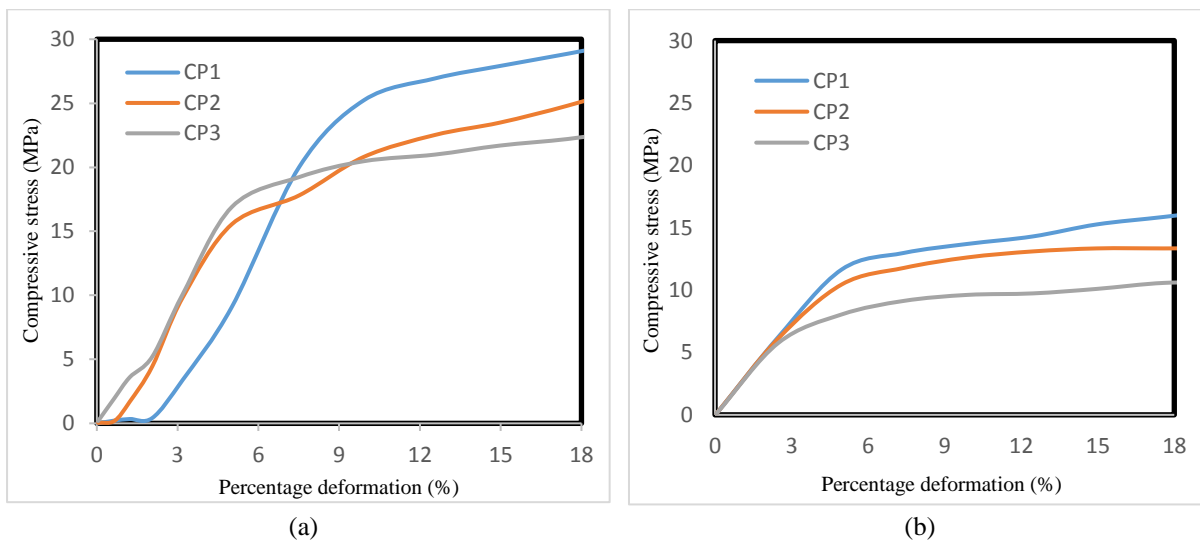 30
25
20
15
10
5
0
Compressive stress (MPa)
CP1
CP2
CP3
0 3 6 9 12 15 18
Percentage deformation (%)
(a)
30
25
20
15
10
5
0
Compressive stress (MPa)
CP1
CP2
CP3
0 3 6 9 12 15 18
Percentage deformation (%)
(b)